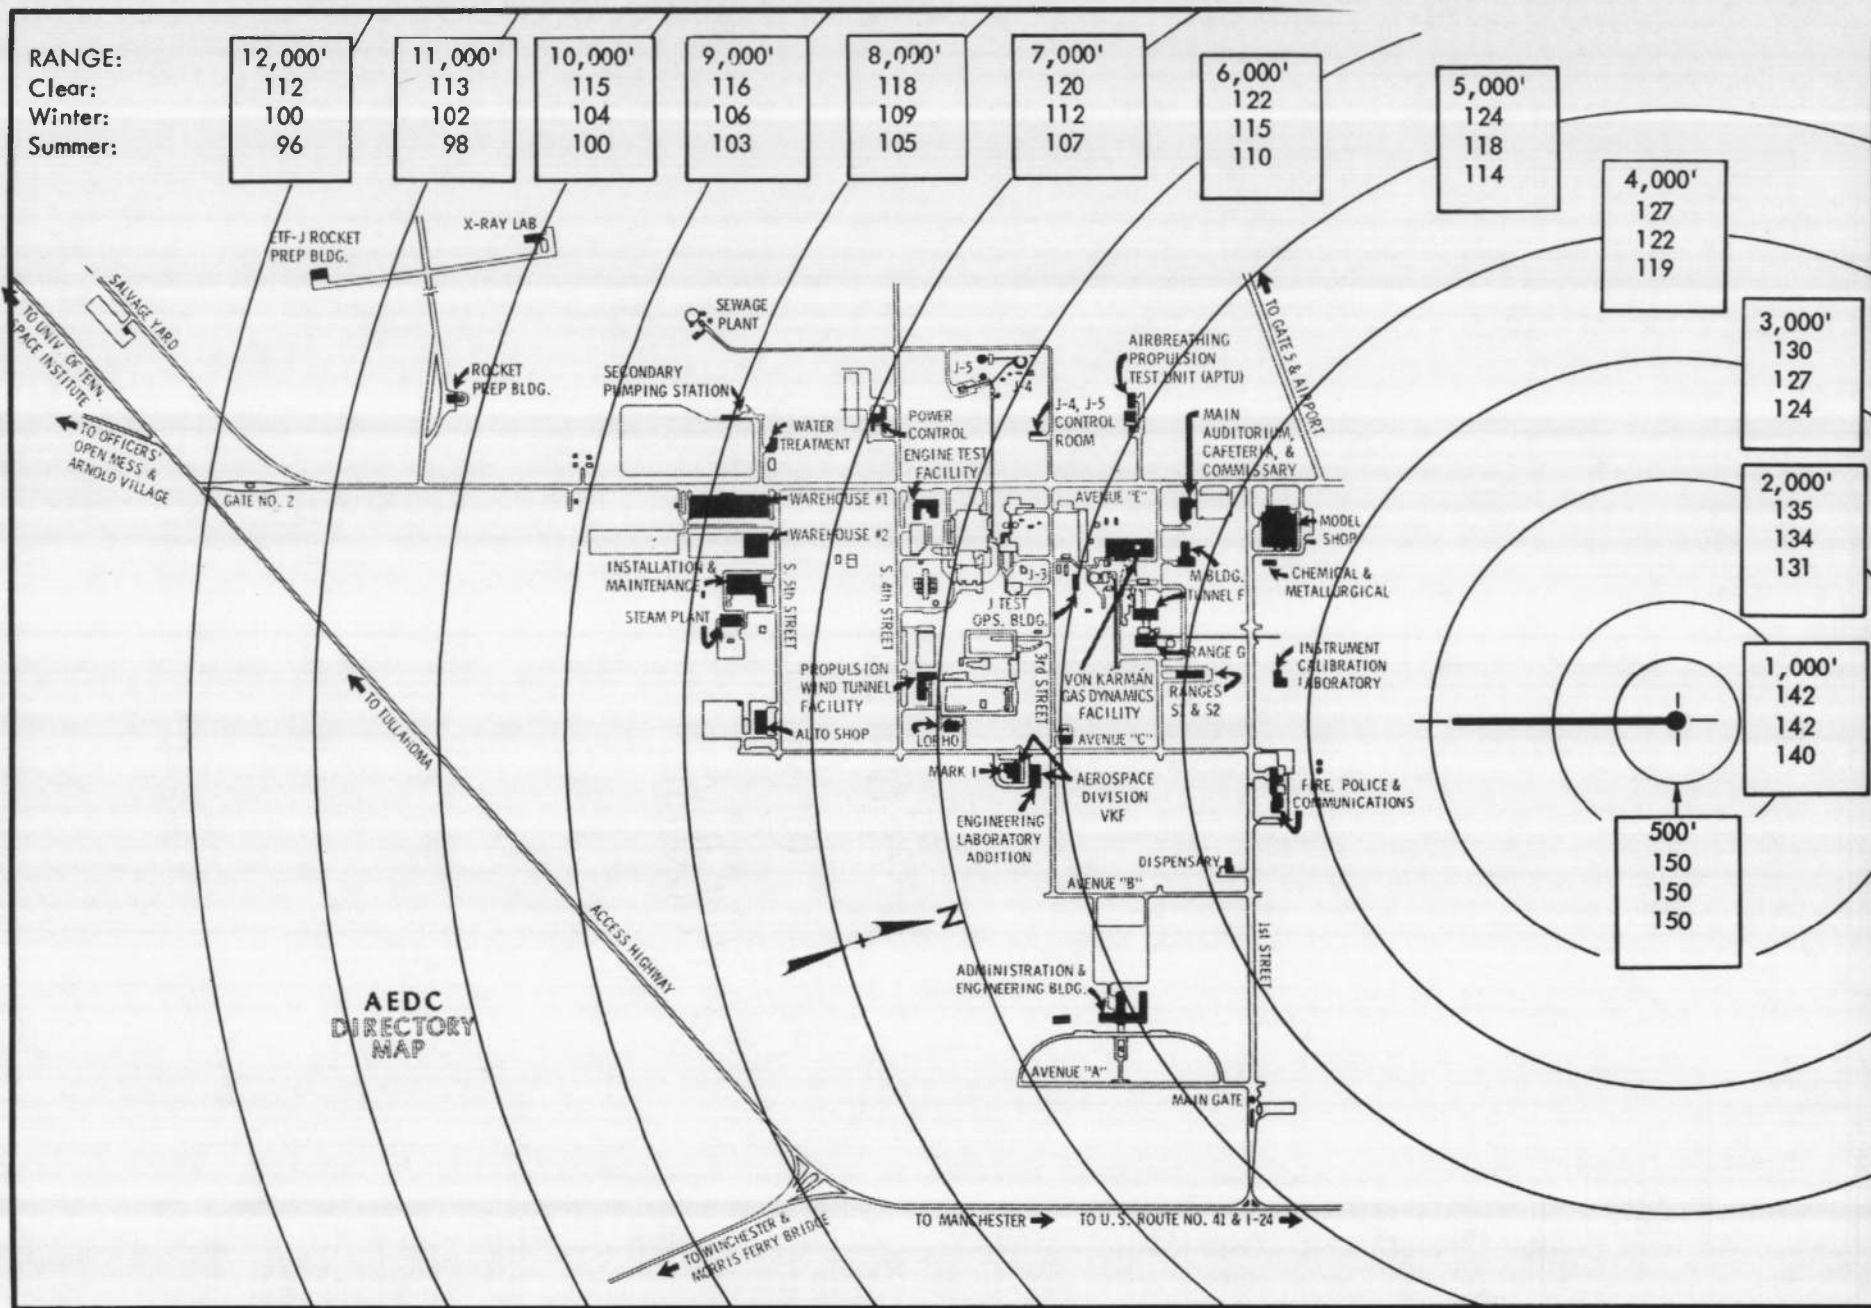 RANGE:
Clear:
Winter:
Summer:
12,000'
112
100
96
11,000'
113
102
98
10,000'
115
104
100
9,000'
116
106
103
8,000'
118
109
105
7,000'
120
112
107
6,000'
122
115
110
5,000'
124
118
114
4,000'
127
122
119
3,000'
130
127
124
2,000'
135
134
131
1,000'
142
142
140
500'
150
150
150
ETF-J ROCKET
PREP BLDG.
X-RAY LAB
SALVAGE YARD
TO UNIV. OF TENN.
SPACE INSTITUTE
TO OFFICERS'
OPEN MESS &
ARNOLD VILLAGE
GATE NO. 2
ROCKET
PREP BLDG.
SEWAGE
PLANT
SECONDARY
PUMPING STATION
WATER
TREATMENT
POWER
CONTROL
ENGINE TEST
FACILITY
J-5
J-4
J-4, J-5
CONTROL
ROOM
AIRBREATHING
PROPULSION
TEST UNIT (APTU)
MAIN
AUDITORIUM,
CAFETERIA, &
COMMISSARY
TO GATE 5 & AIRPORT
WAREHOUSE #1
WAREHOUSE #2
AVENUE "E"
MODEL
SHOP
INSTALLATION &
MAINTENANCE
STEAM PLANT
S. 5th STREET
S. 4th STREET
J-3
J TEST
OPS. BLDG.
M BLDG.
TUNNEL F
CHEMICAL &
METALLURGICAL
RANGE G
INSTRUMENT
CALIBRATION
LABORATORY
PROPULSION
WIND TUNNEL
FACILITY
3rd STREET
VON KARMAN
GAS DYNAMICS
FACILITY
RANGES
S1 & S2
TO TULLAHOMA
AUTO SHOP
LORHO
AVENUE "C"
MARK I
AEROSPACE
DIVISION
VKF
FIRE, POLICE &
COMMUNICATIONS
ENGINEERING
LABORATORY
ADDITION
DISPENSARY
AVENUE "B"
ACCESS HIGHWAY
N
1st STREET
ADMINISTRATION &
ENGINEERING BLDG.
AEDC
DIRECTORY
MAP
AVENUE "A"
MAIN GATE
TO MANCHESTER
TO U.S. ROUTE NO. 41 & I-24
TO WINCHESTER &
MORRIS FERRY BRIDGE